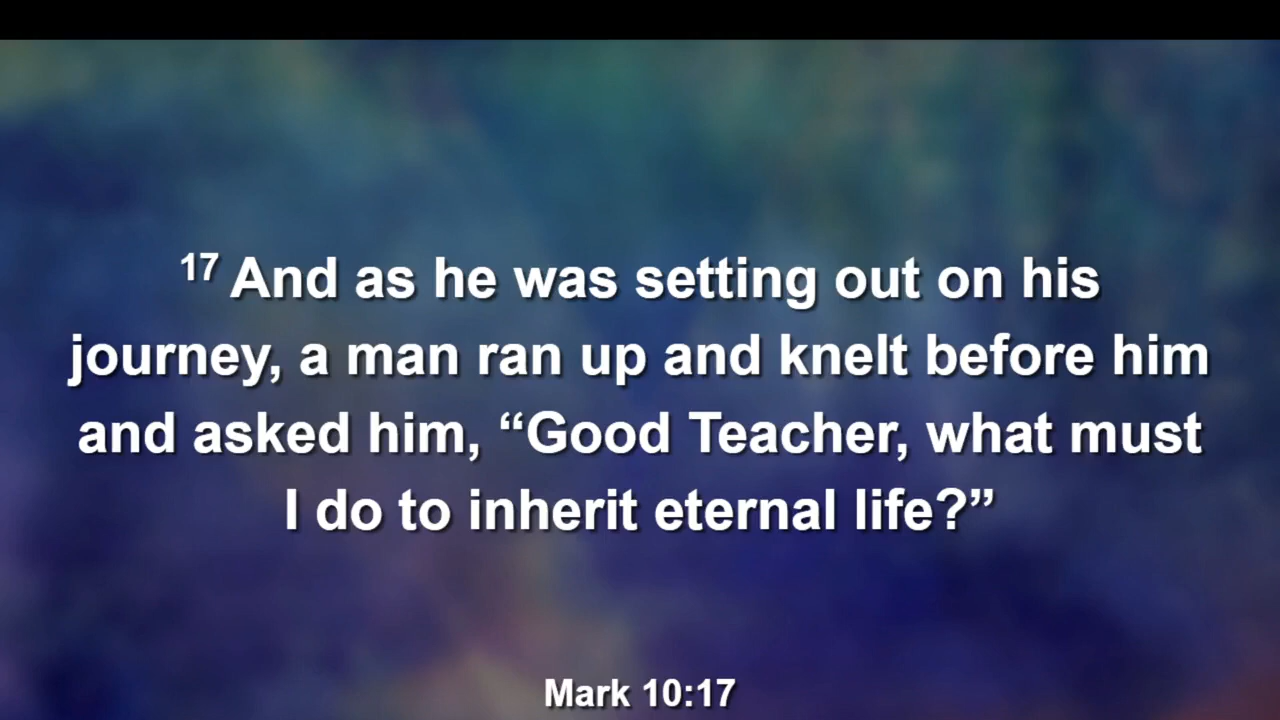 17 And as he was setting out on his
journey, a man ran up and knelt before him
and asked him, “Good Teacher, what must
I do to inherit eternal life?”
Mark 10:17